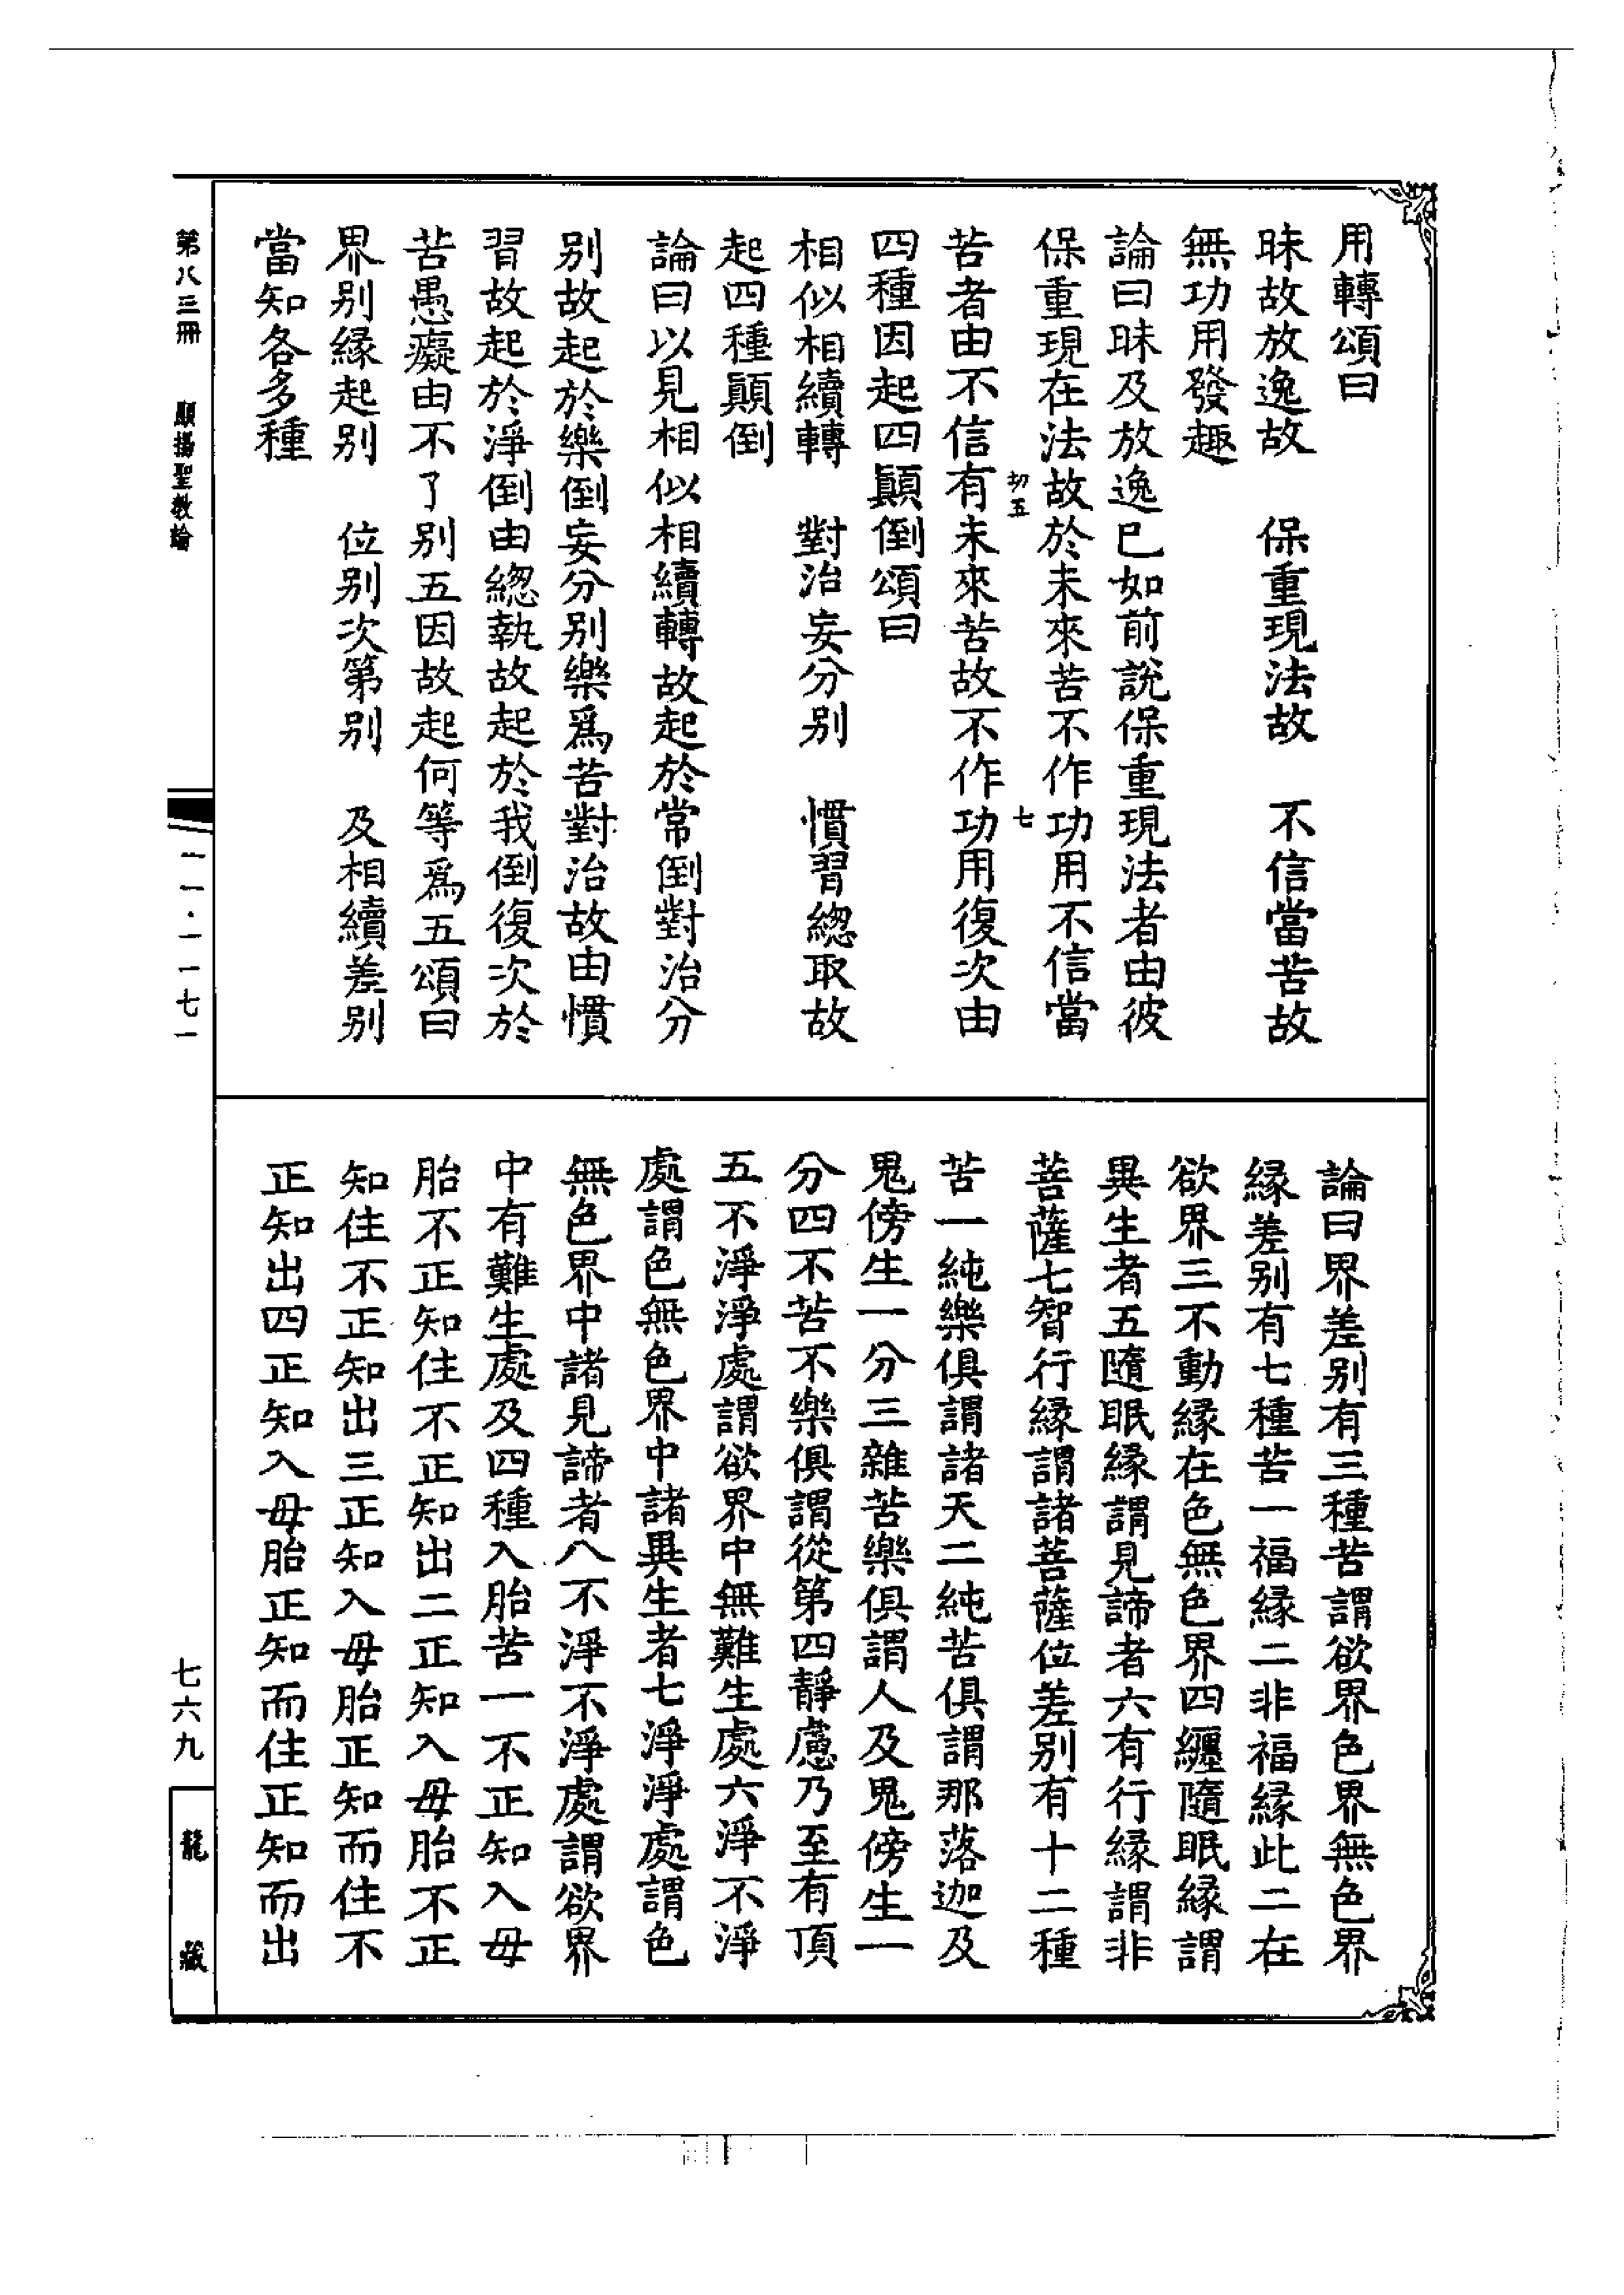 用轉頌曰
昧故放逸故　保重現法故　不信當苦故
無功用發趣
論曰昧及放逸已如前說保重現法者由彼
保重現在法故於未來苦不作功用不信當
㓞五　七
苦者由不信有未來苦故不作功用復次由
四種因起四顛倒頌曰
相似相續轉　對治妄分别　慣習緫取故
起四種顛倒
論曰以見相似相續轉故起於常倒對治分
别故起於樂倒妄分别樂爲苦對治故由慣
習故起於淨倒由緫執故起於我倒復次於
苦愚癡由不了别五因故起何等爲五頌曰
界别緣起别　位别次第别　及相續差别
當知各多種
論曰界差别有三種苦謂欲界色界無色界
緣差别有七種苦一福緣二非福緣此二在
欲界三不動緣在色無色界四纏隨眠緣謂
異生者五隨眠緣謂見諦者六有行緣謂非
菩薩七智行緣謂諸菩薩位差别有十二種
苦一純樂俱謂諸天二純苦俱謂那落迦及
鬼傍生一分三雜苦樂俱謂人及鬼傍生一
分四不苦不樂俱謂從第四靜慮乃至有頂
五不淨淨處謂欲界中無難生處六淨不淨
處謂色無色界中諸異生者七淨淨處謂色
無色界中諸見諦者八不淨不淨處謂欲界
中有難生處及四種入胎苦一不正知入母
胎不正知住不正知出二正知入母胎不正
知住不正知出三正知入母胎正知而住不
正知出四正知入母胎正知而住正知而出
第八三冊　顯揚聖教論
一一·一一七一
七六九
龍藏